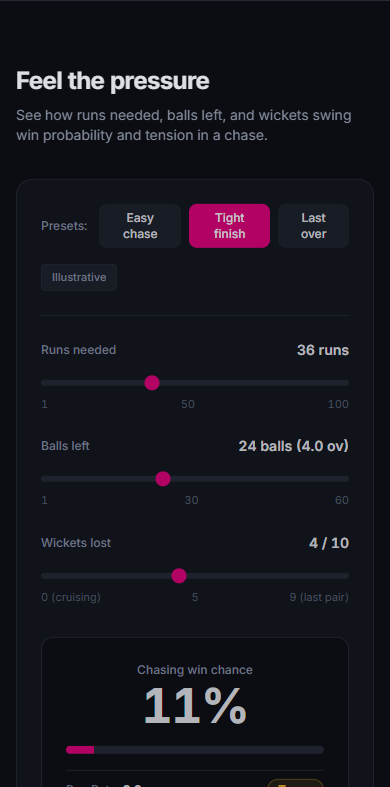 Feel the pressure
See how runs needed, balls left, and wickets swing
win probability and tension in a chase.
Presets:
Easy
chase
Tight
finish
Last
over
Illustrative
Runs needed
36 runs
1
50
100
Balls left
24 balls (4.0 ov)
1
30
60
Wickets lost
4 / 10
0 (cruising)
5
9 (last pair)
Chasing win chance
11%